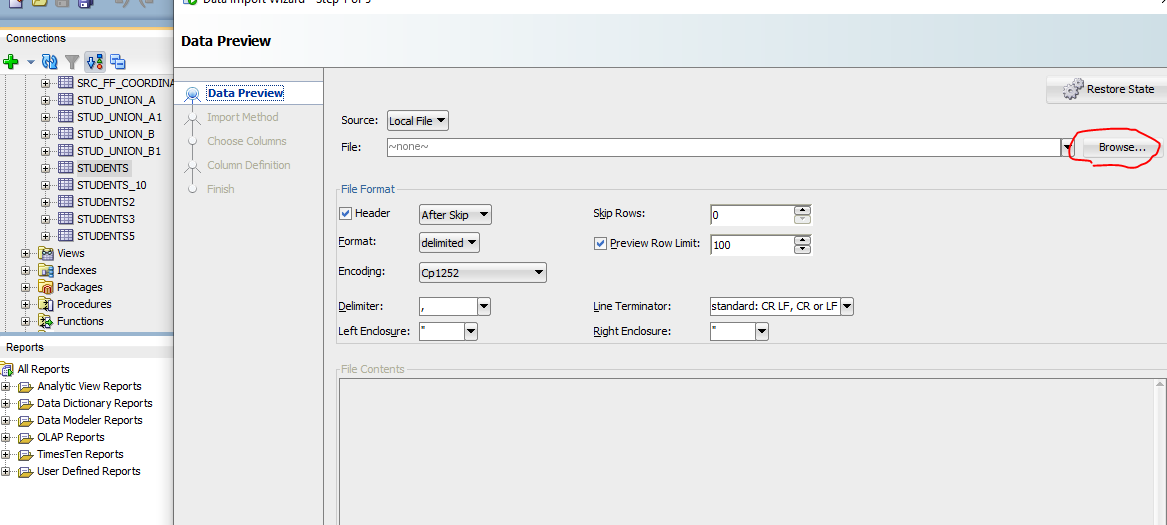 Data Import Wizard - Step 1 of 5
Data Preview
Connections
SRC_FF_COORDINA
STUD_UNION_A
STUD_UNION_A1
STUD_UNION_B
STUD_UNION_B1
STUDENTS
STUDENTS_10
STUDENTS2
STUDENTS3
STUDENTS5
Views
Indexes
Packages
Procedures
Functions
Reports
All Reports
Analytic View Reports
Data Dictionary Reports
Data Modeler Reports
OLAP Reports
TimesTen Reports
User Defined Reports
Data Preview
Import Method
Choose Columns
Column Definition
Finish
Restore State
Source: Local File
File: ~none~ Browse...
File Format
Header After Skip Skip Rows: 0
Format: delimited Preview Row Limit: 100
Encoding: Cp1252
Delimiter: , Line Terminator: standard: CR LF, CR or LF
Left Enclosure: " Right Enclosure: "
File Contents